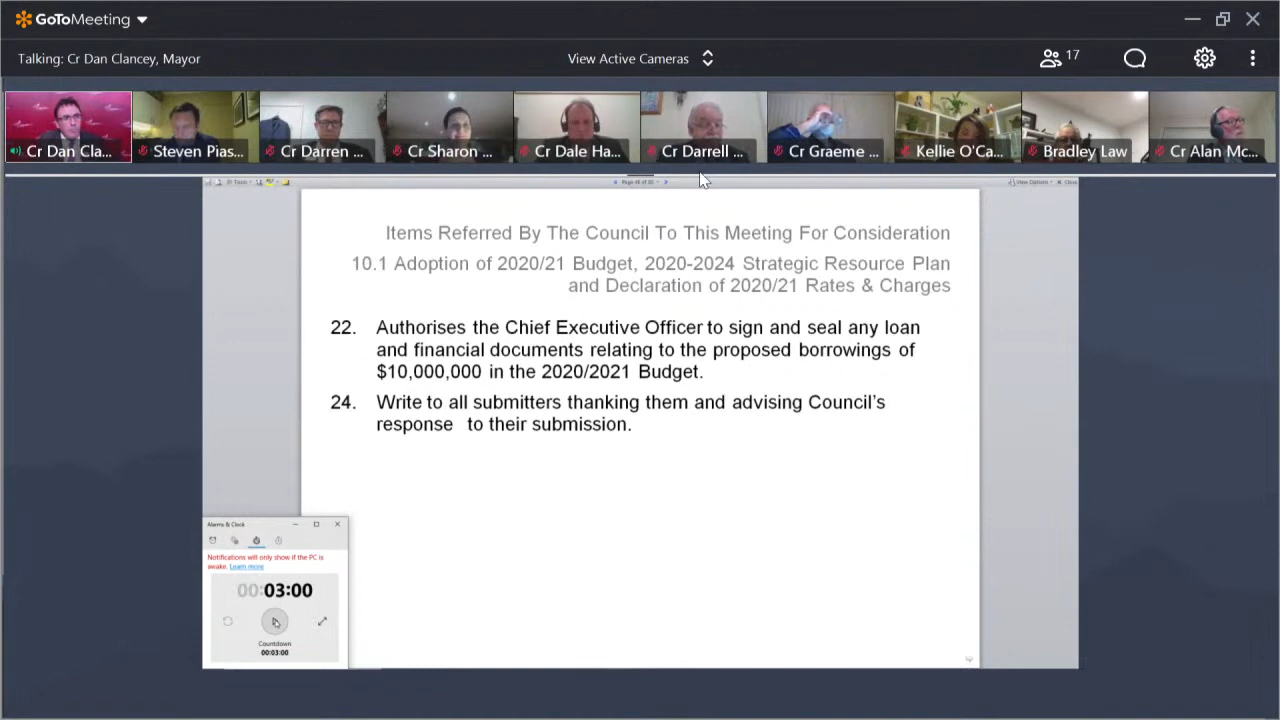 GoToMeeting
Talking: Cr Dan Clancey, Mayor
View Active Cameras
17
Cr Dan Cla...
Steven Pias...
Cr Darren ...
Cr Sharon ...
Cr Dale Ha...
Cr Darrell ...
Cr Graeme ...
Kellie O'Ca...
Bradley Law
Cr Alan Mc...
Tools
View Options
Close
Items Referred By The Council To This Meeting For Consideration
10.1 Adoption of 2020/21 Budget, 2020-2024 Strategic Resource Plan
and Declaration of 2020/21 Rates & Charges
22. Authorises the Chief Executive Officer to sign and seal any loan
and financial documents relating to the proposed borrowings of
$10,000,000 in the 2020/2021 Budget.
24. Write to all submitters thanking them and advising Council's
response to their submission.
Alarms & Clock
Notifications will only show if the PC is
awake. Learn more
00:03:00
Countdown
00:03:00